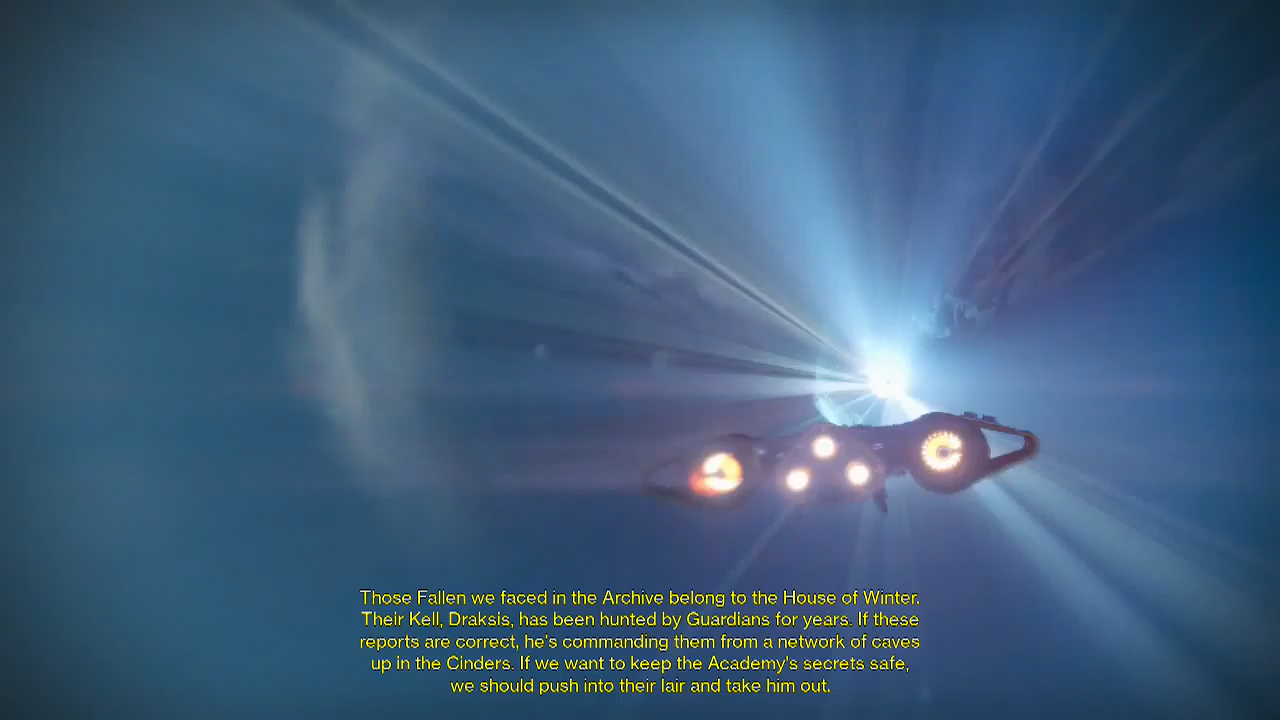 Those Fallen we faced in the Archive belong to the House of Winter.
Their Kell, Draksis, has been hunted by Guardians for years. If these
reports are correct, he's commanding them from a network of caves
up in the Cinders. If we want to keep the Academy's secrets safe,
we should push into their lair and take him out.